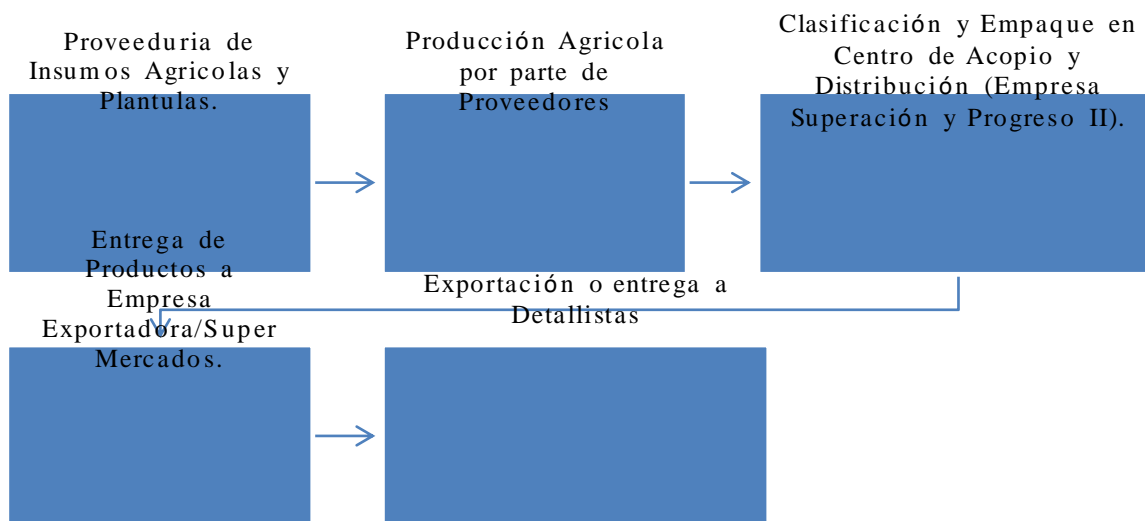 Proveeduria de
Insumos Agricolas y
Plantulas.
Producción Agricola
por parte de
Proveedores
Clasificación y Empaque en
Centro de Acopio y
Distribución (Empresa
Superación y Progreso II).
Entrega de
Productos a
Empresa
Exportadora/Super
Mercados.
Exportación o entrega a
Detallistas